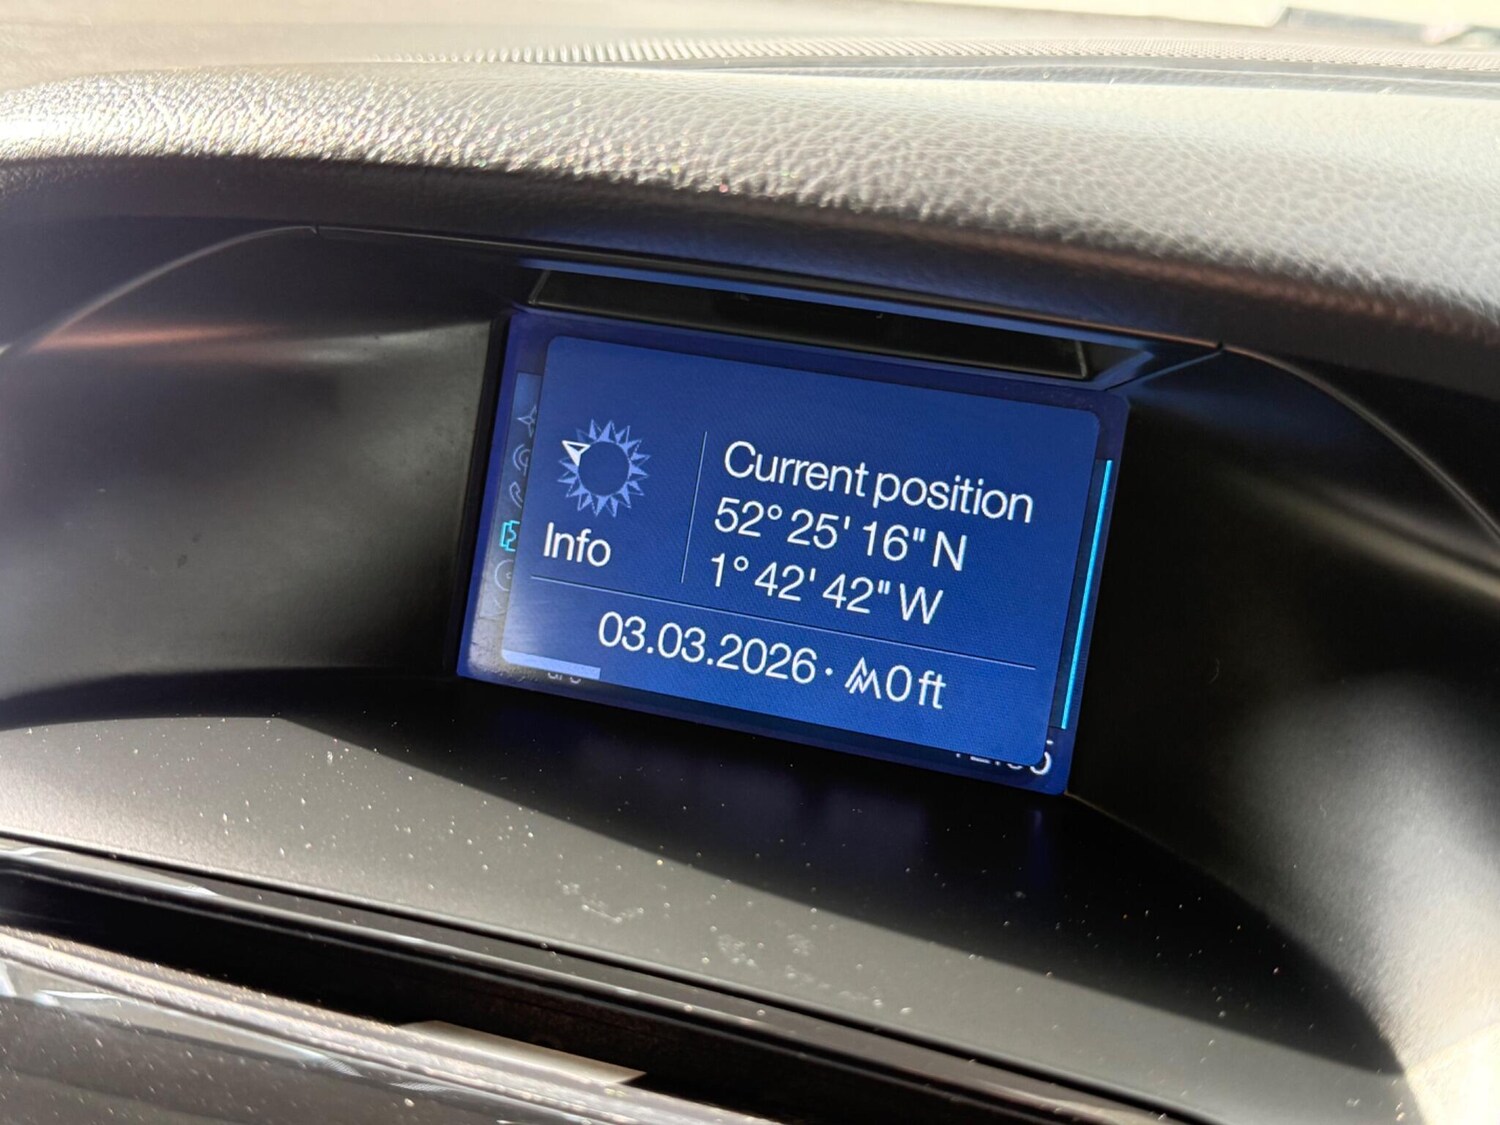 Current position
52° 25' 16" N
1° 42' 42" W
Info
03.03.2026 · 0 ft